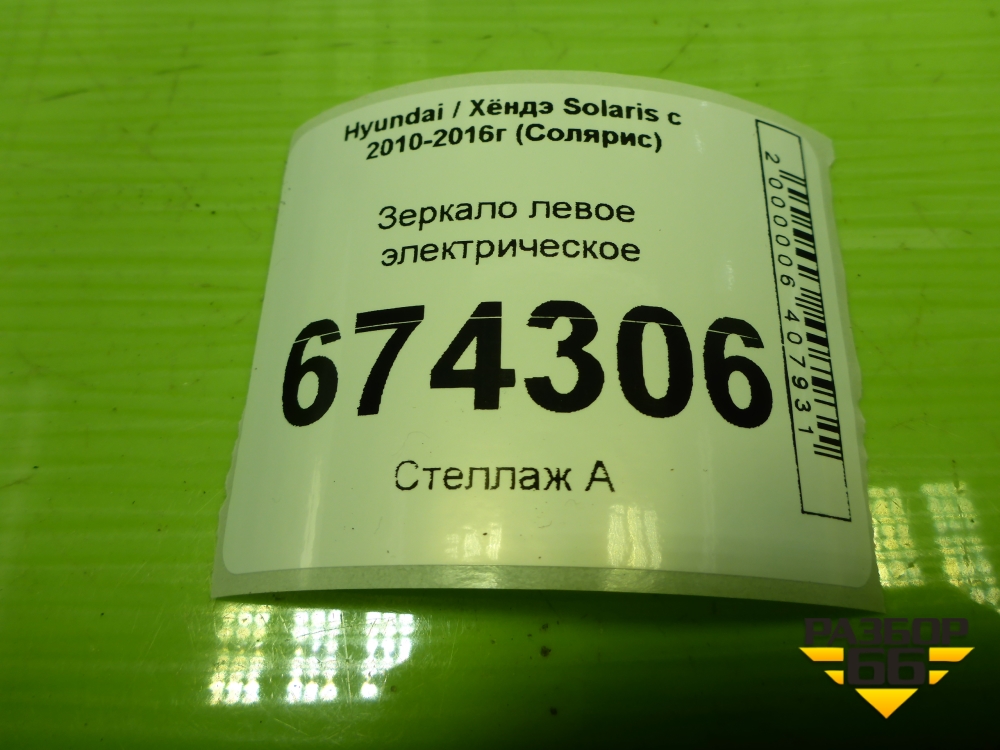 Hyundai / Хёндэ Solaris с
2010-2016г (Солярис)
Зеркало левое
электрическое
674306
Стеллаж А
2000006407931
РАЗБОР
66